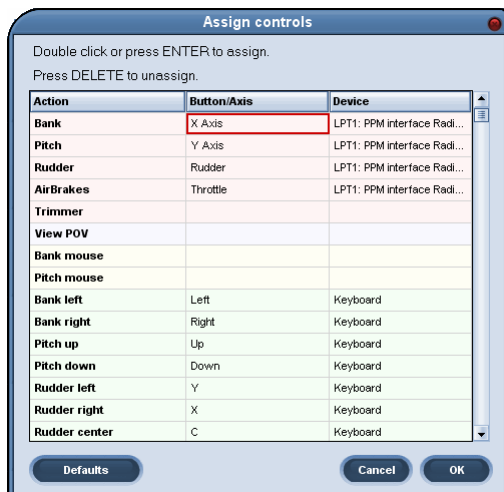 Assign controls
Double click or press ENTER to assign.
Press DELETE to unassign.
Action Button/Axis Device
Bank X Axis LPT1: PPM interface Radi...
Pitch Y Axis LPT1: PPM interface Radi...
Rudder Rudder LPT1: PPM interface Radi...
AirBrakes Throttle LPT1: PPM interface Radi...
Trimmer
View POV
Bank mouse
Pitch mouse
Bank left Left Keyboard
Bank right Right Keyboard
Pitch up Up Keyboard
Pitch down Down Keyboard
Rudder left Y Keyboard
Rudder right X Keyboard
Rudder center C Keyboard
Defaults Cancel OK